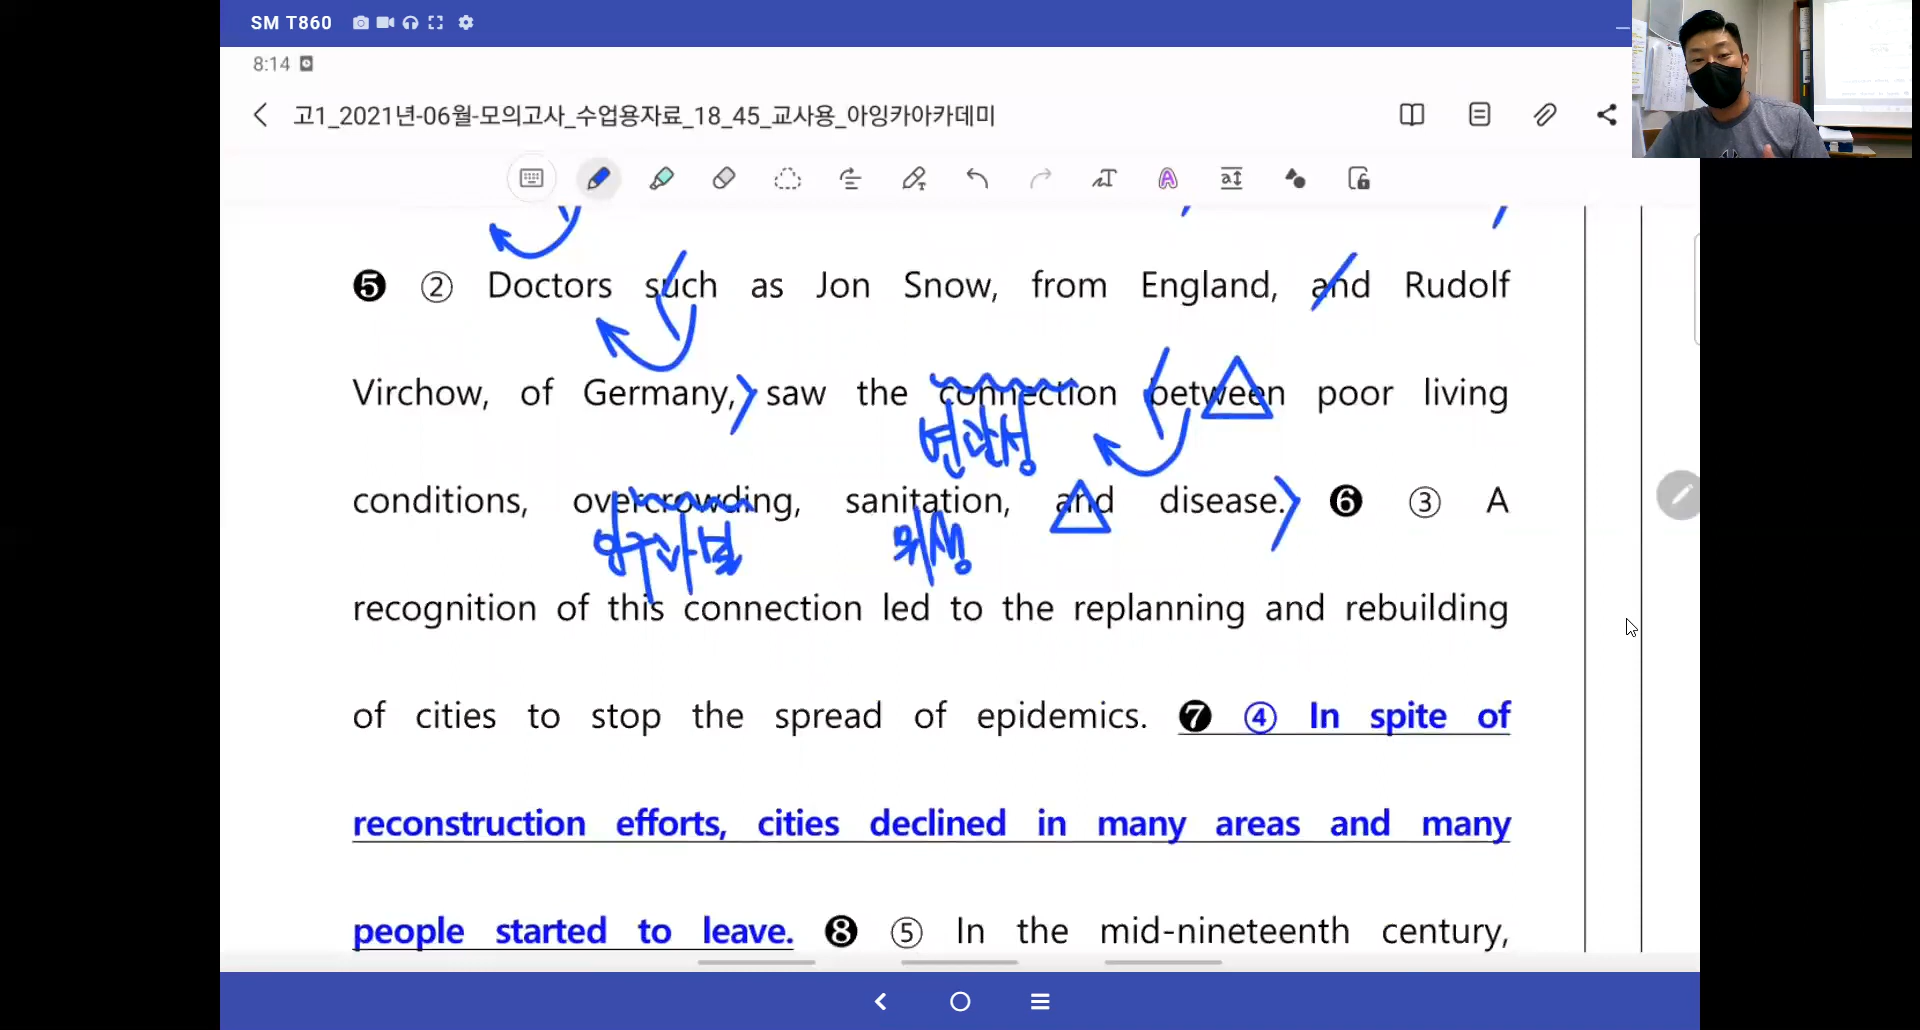 SM T860
8:14
고1_2021년-06월-모의고사_수업용자료_18_45_교사용_아잉카아카데미
❺ ② Doctors such as Jon Snow, from England, and Rudolf
Virchow, of Germany, saw the connection between poor living
연관성
conditions, overcrowding, sanitation, and disease. ❻ ③ A
인구과밀 위생
recognition of this connection led to the replanning and rebuilding
of cities to stop the spread of epidemics. ❼ ④ In spite of
reconstruction efforts, cities declined in many areas and many
people started to leave. ❽ ⑤ In the mid-nineteenth century,